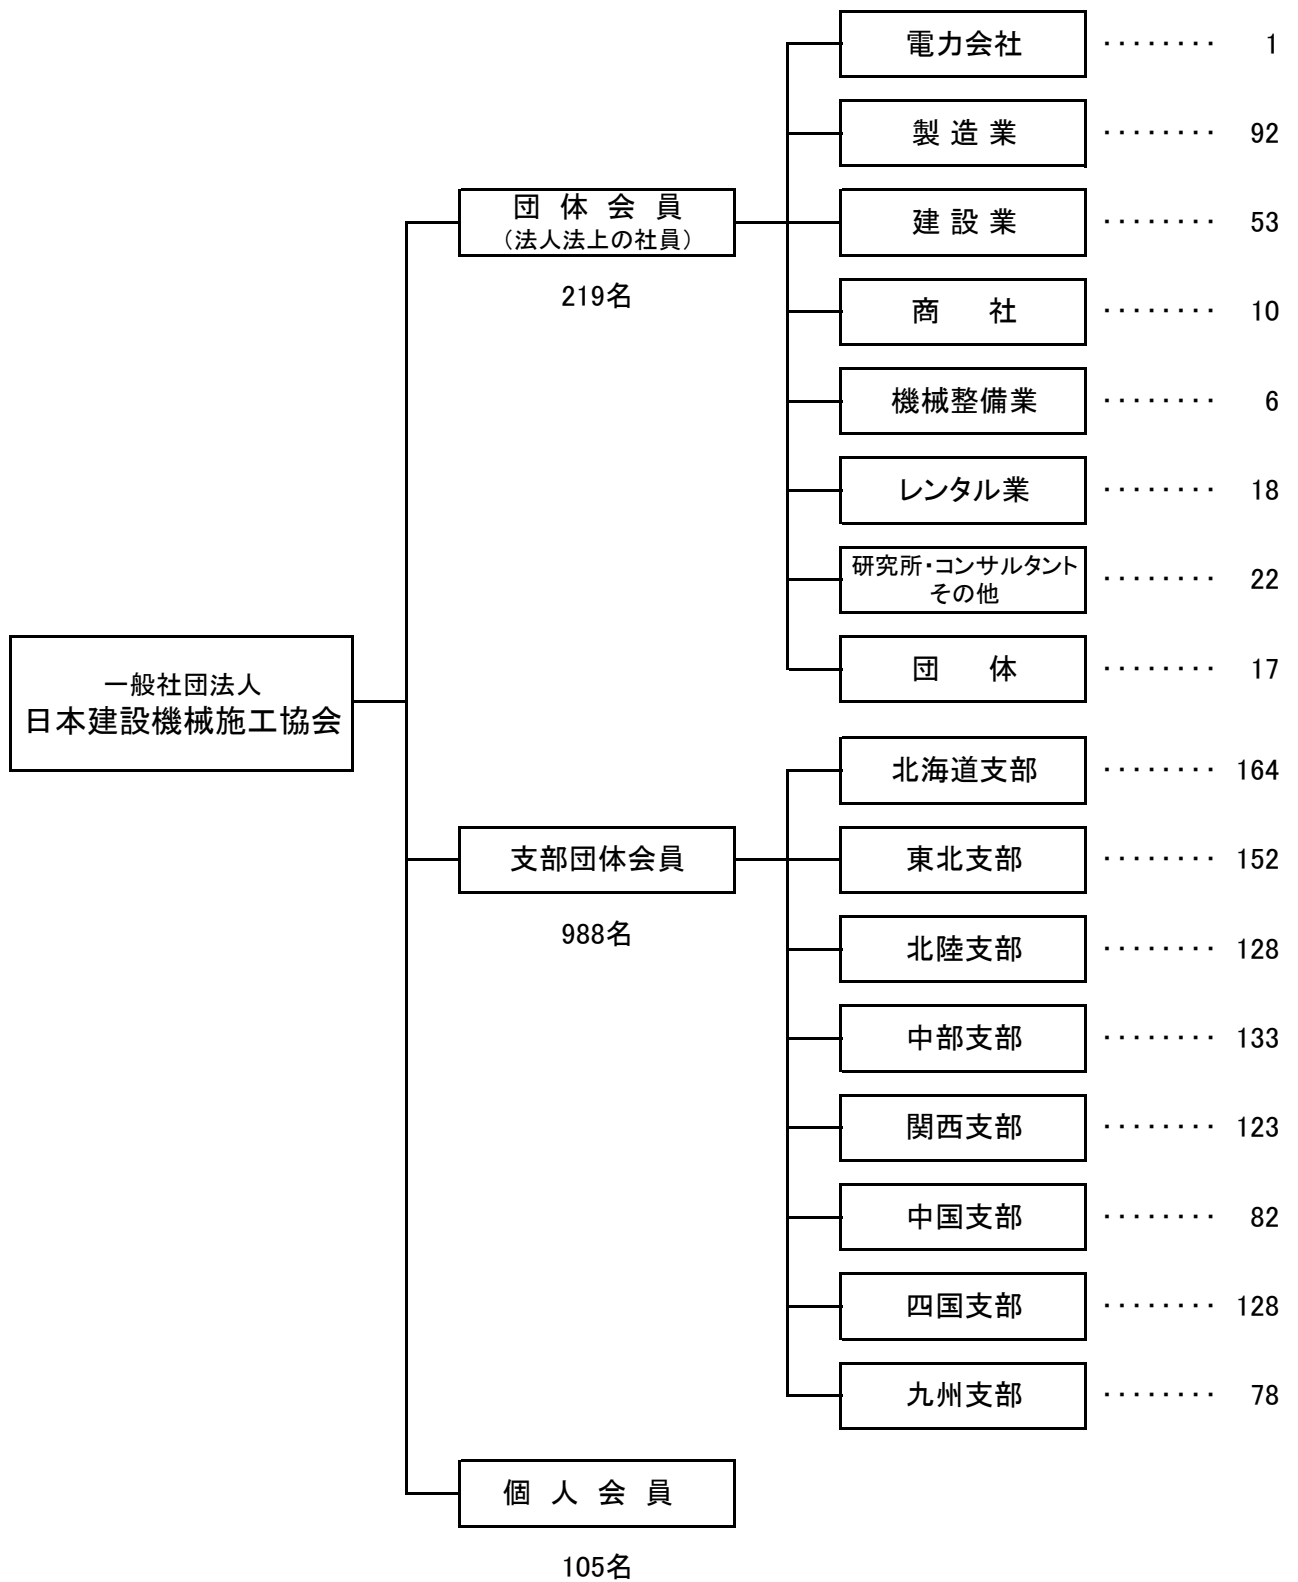 一般社団法人
日本建設機械施工協会
団体会員
（法人法上の社員）
219名
電力会社 ‥‥‥‥ 1
製造業 ‥‥‥‥ 92
建設業 ‥‥‥‥ 53
商社 ‥‥‥‥ 10
機械整備業 ‥‥‥‥ 6
レンタル業 ‥‥‥‥ 18
研究所・コンサルタント
その他 ‥‥‥‥ 22
団体 ‥‥‥‥ 17
支部団体会員
988名
北海道支部 ‥‥‥‥ 164
東北支部 ‥‥‥‥ 152
北陸支部 ‥‥‥‥ 128
中部支部 ‥‥‥‥ 133
関西支部 ‥‥‥‥ 123
中国支部 ‥‥‥‥ 82
四国支部 ‥‥‥‥ 128
九州支部 ‥‥‥‥ 78
個人会員
105名